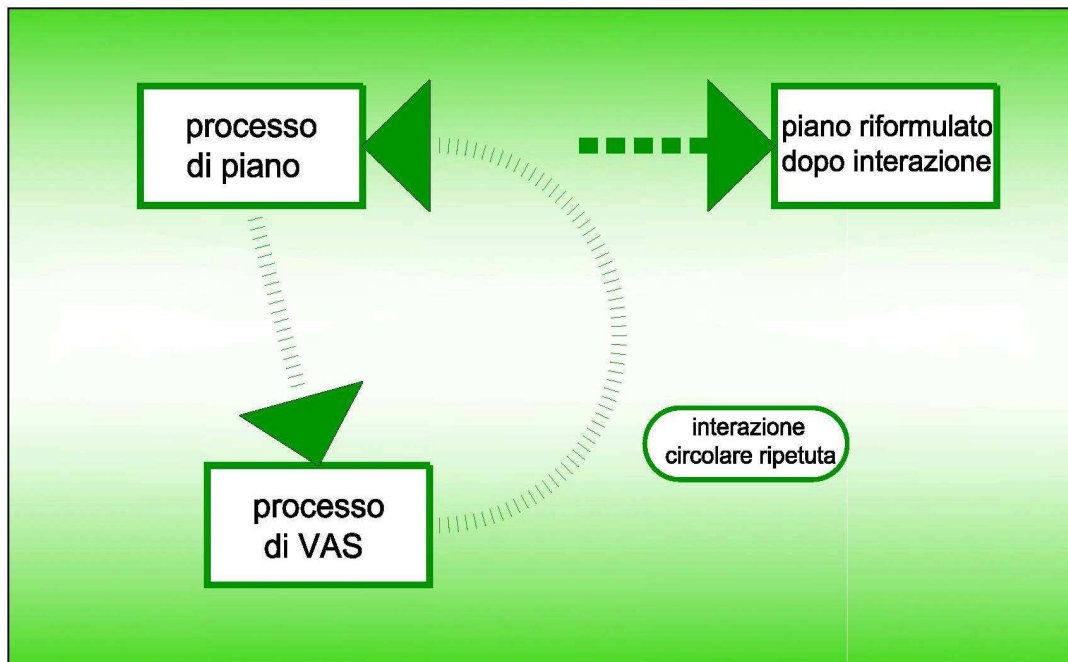 processo
di piano
piano riformulato
dopo interazione
interazione
circolare ripetuta
processo
di VAS